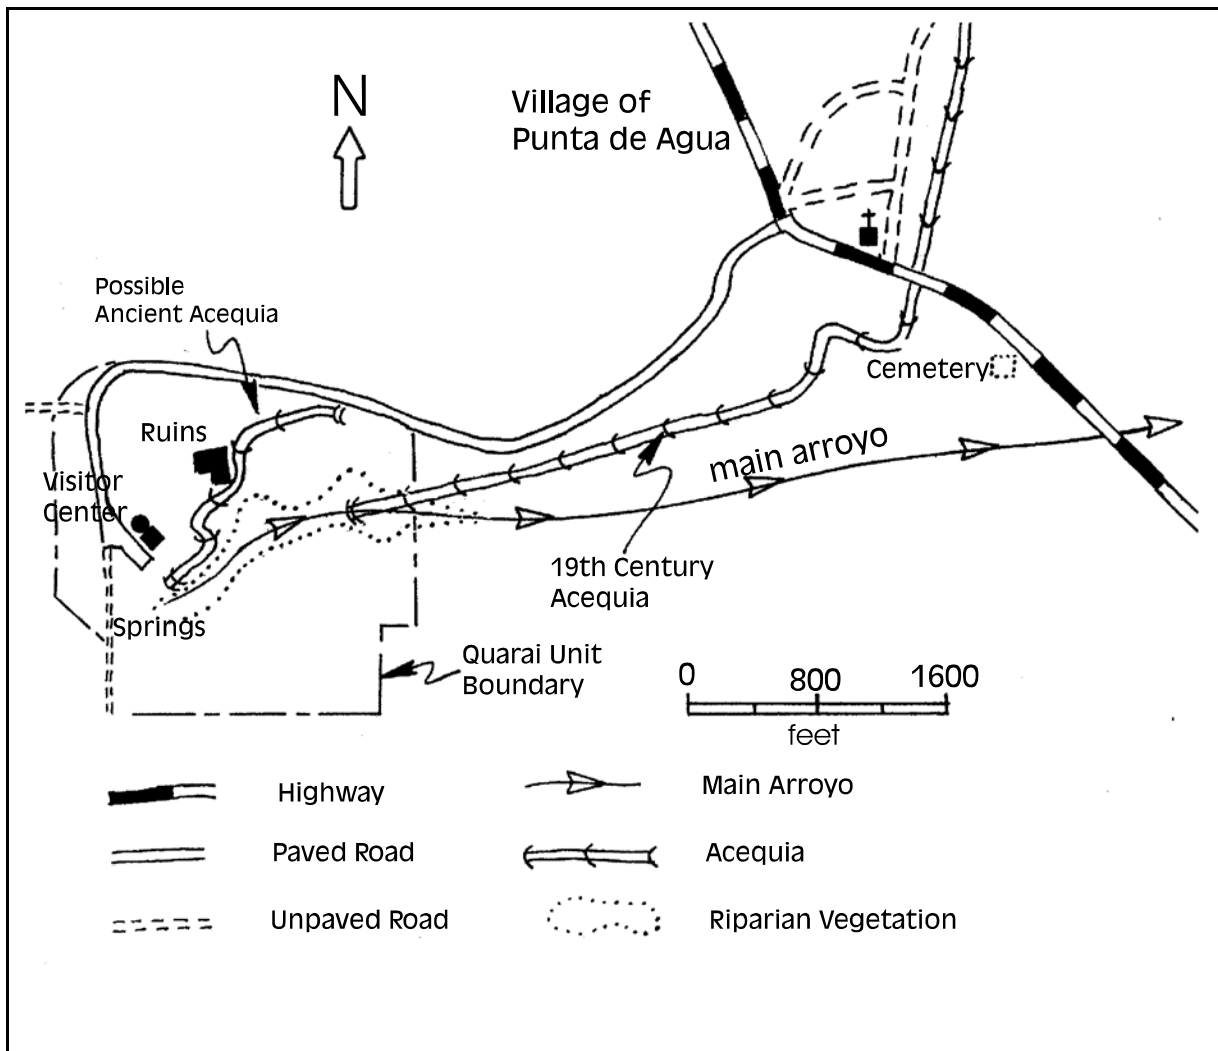 N
Village of
Punta de Agua
Possible
Ancient Acequia
Ruins
Cemetery
main arroyo
Visitor
Center
19th Century
Acequia
Springs
Quarai Unit
Boundary
0 800 1600
feet
Highway
Main Arroyo
Paved Road
Acequia
Unpaved Road
Riparian Vegetation